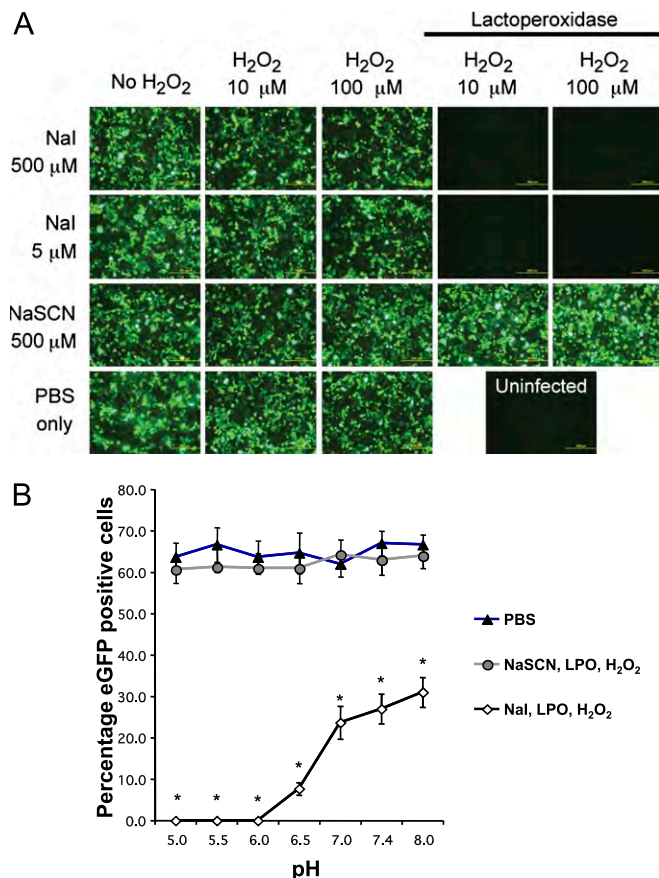 A
Lactoperoxidase
No H₂O₂
H₂O₂
10 μM
H₂O₂
100 μM
H₂O₂
10 μM
H₂O₂
100 μM
NaI
500 μM
NaI
5 μM
NaSCN
500 μM
PBS
only
Uninfected
B
80.0
70.0
60.0
50.0
40.0
30.0
20.0
10.0
0.0
Percentage eGFP positive cells
* * * * * * *
5.0 5.5 6.0 6.5 7.0 7.4 8.0
pH
PBS
NaSCN, LPO, H₂O₂
NaI, LPO, H₂O₂